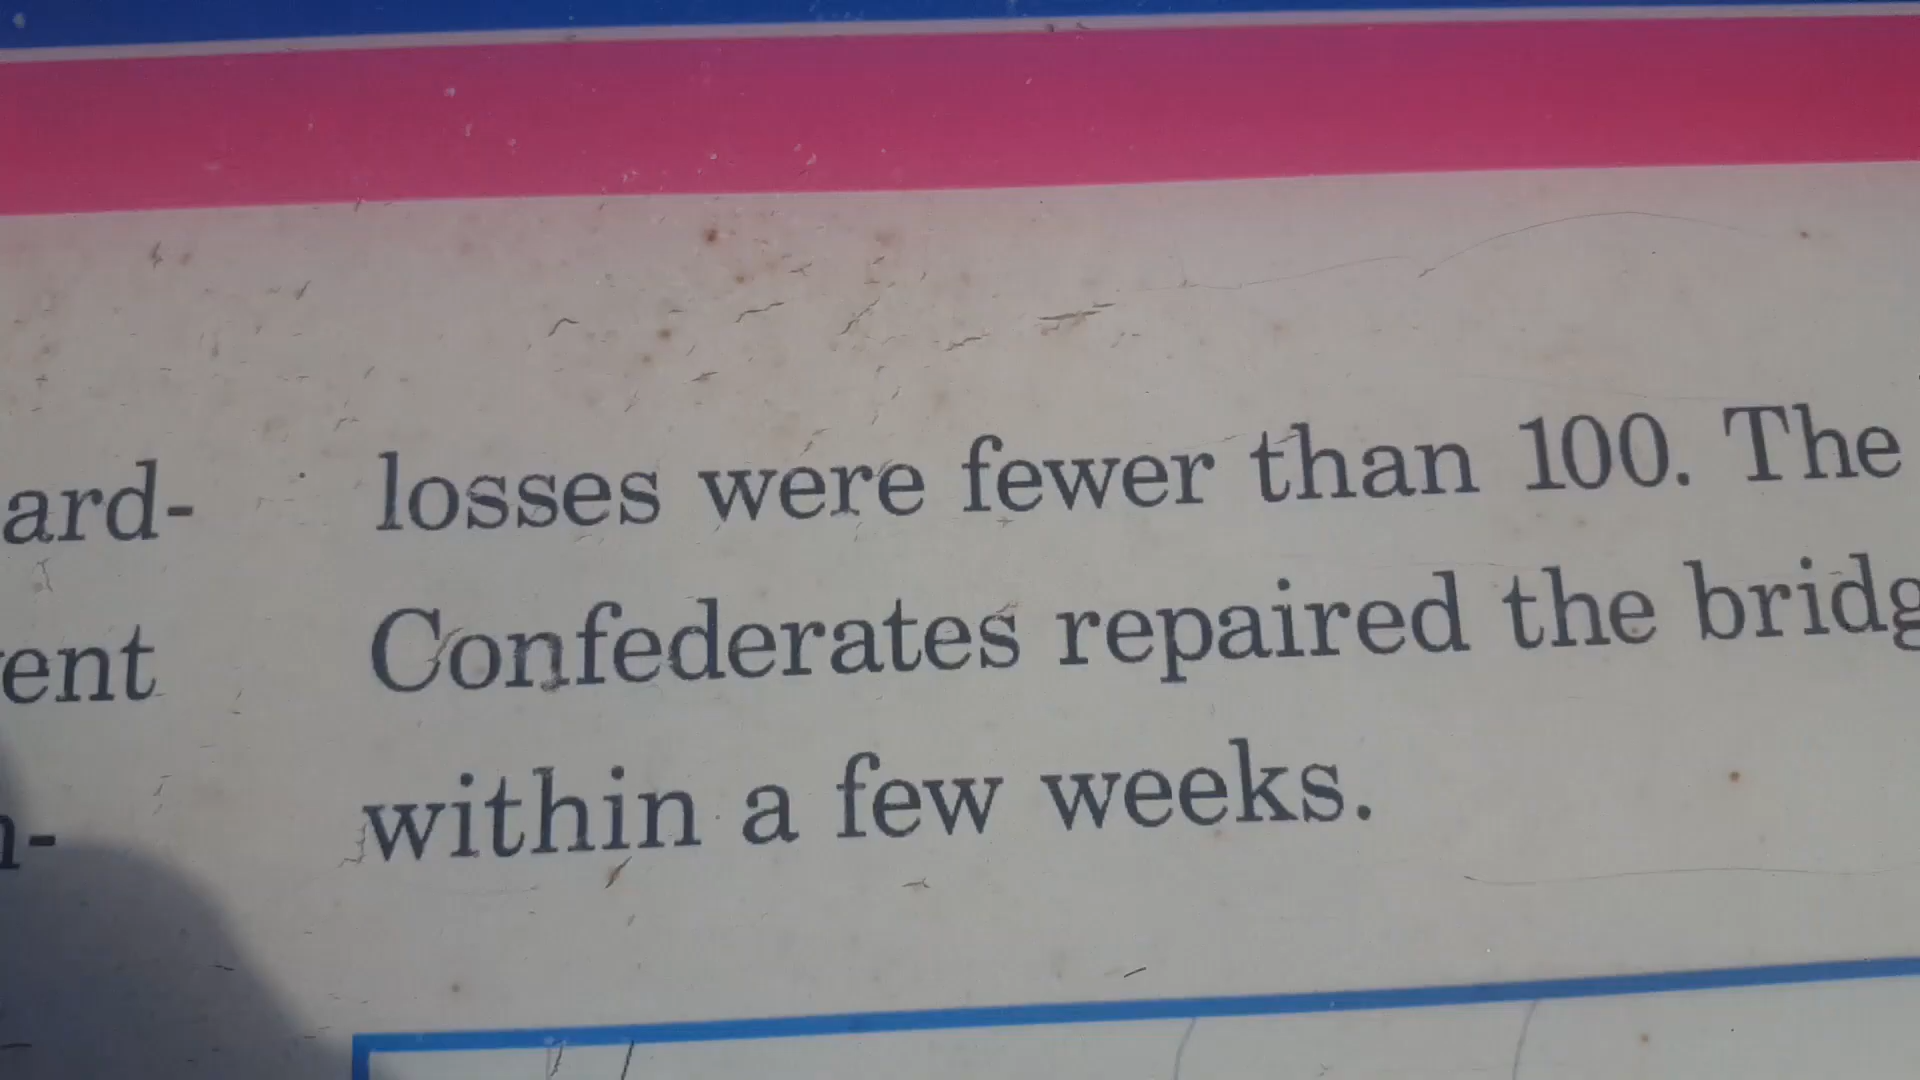 ard-
ent
losses were fewer than 100. The
Confederates repaired the bridg
within a few weeks.